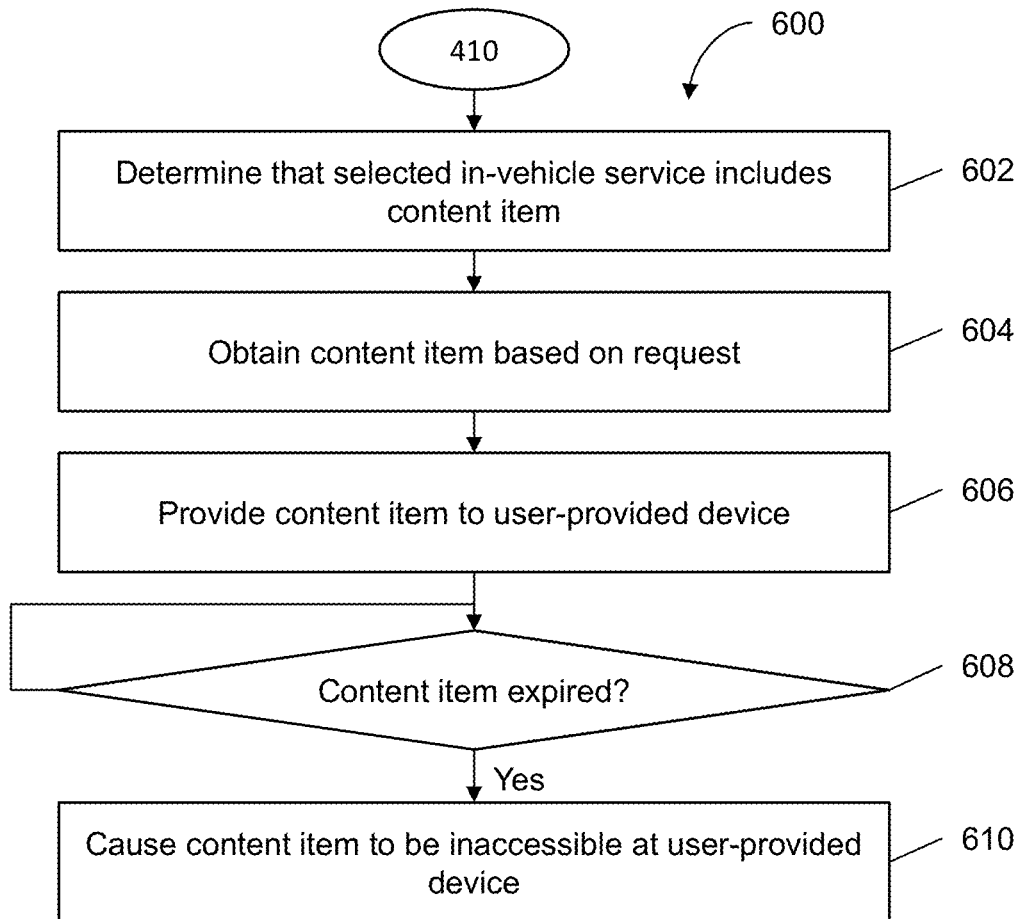 410
600
Determine that selected in-vehicle service includes
content item
602
Obtain content item based on request
604
Provide content item to user-provided device
606
Content item expired?
608
Yes
Cause content item to be inaccessible at user-provided
device
610